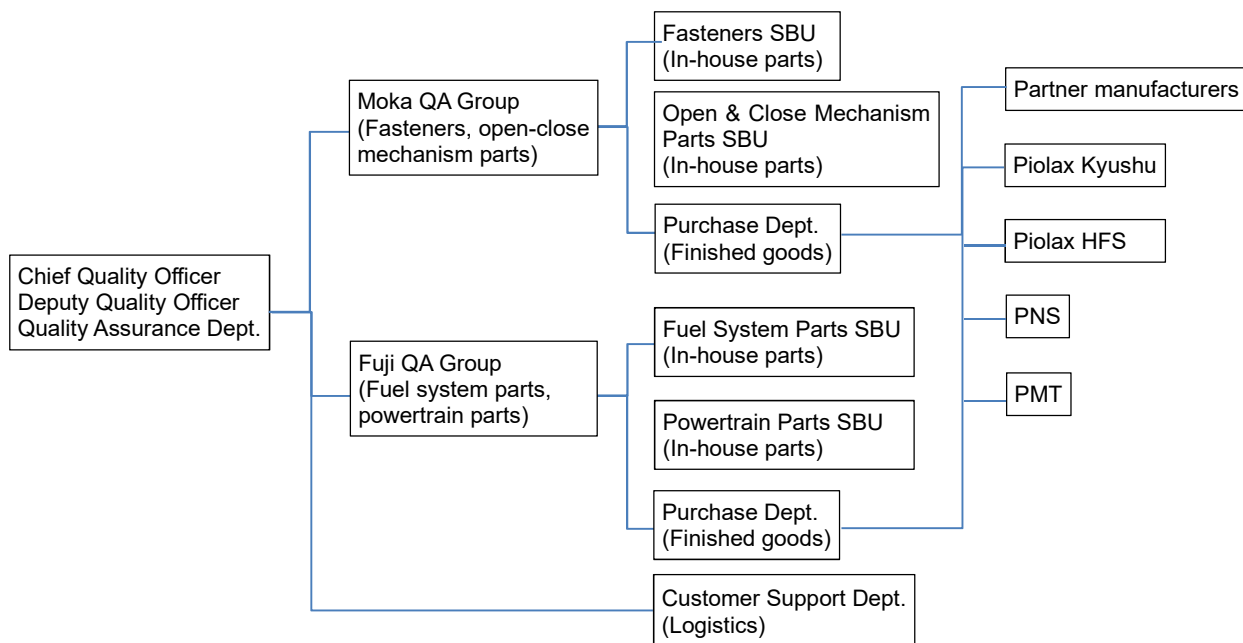 Chief Quality Officer
Deputy Quality Officer
Quality Assurance Dept.
Moka QA Group
(Fasteners, open-close
mechanism parts)
Fuji QA Group
(Fuel system parts,
powertrain parts)
Fasteners SBU
(In-house parts)
Open & Close Mechanism
Parts SBU
(In-house parts)
Purchase Dept.
(Finished goods)
Fuel System Parts SBU
(In-house parts)
Powertrain Parts SBU
(In-house parts)
Purchase Dept.
(Finished goods)
Customer Support Dept.
(Logistics)
Partner manufacturers
Piolax Kyushu
Piolax HFS
PNS
PMT